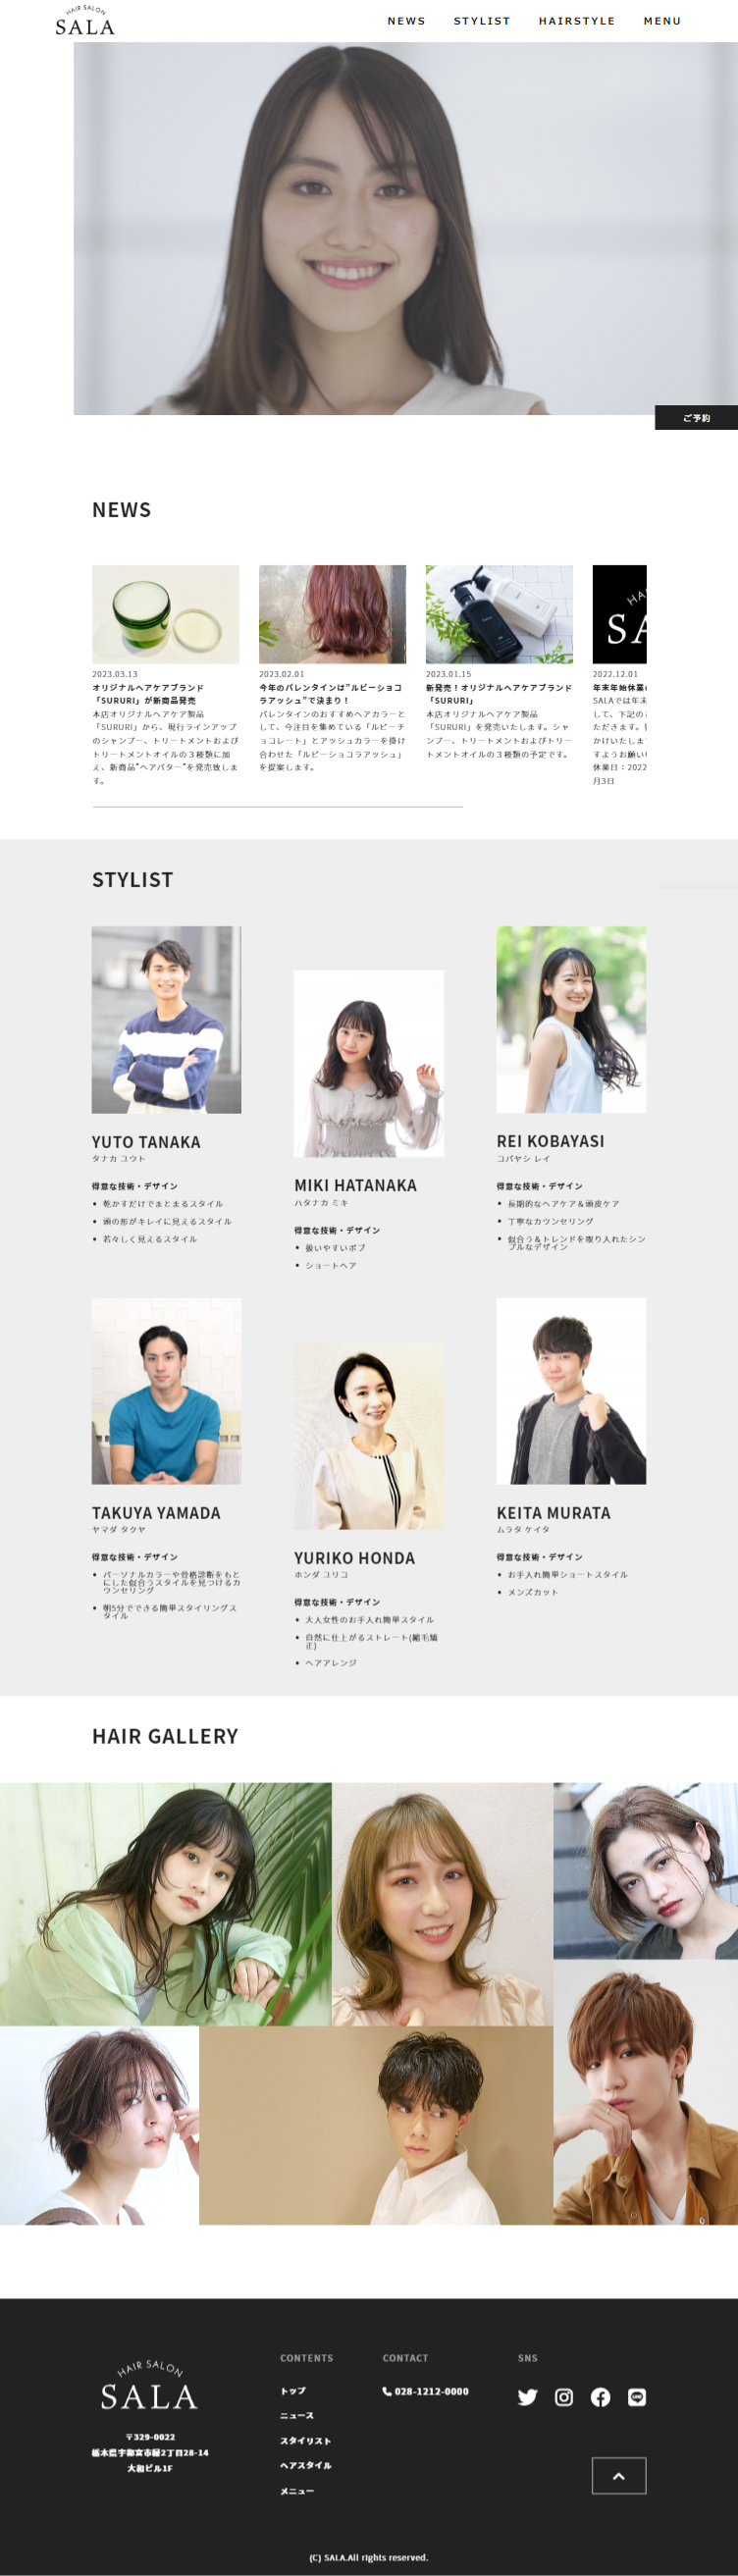 HAIR SALON
SALA
NEWS STYLIST HAIRSTYLE MENU
ご予約
NEWS
2023.03.13
オリジナルヘアケアブランド
「SURURI」が新商品発売
本店オリジナルヘアケア製品
「SURURI」から、現行ラインアップ
のシャンプー、トリートメントおよび
トリートメントオイルの３種類に加
え、新商品"ヘアバター"を発売致しま
す。
2023.02.01
今年のバレンタインは"ルビーショコ
ラアッシュ"で決まり！
バレンタインのおすすめヘアカラーと
して、今注目を集めている「ルビーチ
ョコレート」とアッシュカラーを掛け
合わせた「ルビーショコラアッシュ」
を提案します。
2023.01.15
新発売！オリジナルヘアケアブランド
「SURURI」
本店オリジナルヘアケア製品
「SURURI」を発売いたします。シャ
ンプー、トリートメントおよびトリー
トメントオイルの３種類の予定です。
HAI
SA
2022.12.01
年末年始休業
SALAでは年末
して、下記の
ただきます。
かけいたしま
すようお願い
休業日：2022
月3日
STYLIST
YUTO TANAKA
タナカ ユウト
得意な技術・デザイン
• 乾かすだけでまとまるスタイル
• 頭の形がキレイに見えるスタイル
• 若々しく見えるスタイル
MIKI HATANAKA
ハタナカ ミキ
得意な技術・デザイン
• 扱いやすいボブ
• ショートヘア
REI KOBAYASI
コバヤシ レイ
得意な技術・デザイン
• 長期的なヘアケア＆頭皮ケア
• 丁寧なカウンセリング
• 似合う＆トレンドを取り入れたシン
プルなデザイン
TAKUYA YAMADA
ヤマダ タクヤ
得意な技術・デザイン
• パーソナルカラーや骨格診断をもと
にした似合うスタイルを見つけるカ
ウンセリング
• 朝5分でできる簡単スタイリングス
タイル
YURIKO HONDA
ホンダ ユリコ
得意な技術・デザイン
• 大人女性のお手入れ簡単スタイル
• 自然に仕上がるストレート(縮毛矯
正)
• ヘアアレンジ
KEITA MURATA
ムラタ ケイタ
得意な技術・デザイン
• お手入れ簡単ショートスタイル
• メンズカット
HAIR GALLERY
HAIR SALON
SALA
〒329-0022
栃木県宇都宮市緑2丁目28-14
大和ビル1F
CONTENTS
トップ
ニュース
スタイリスト
ヘアスタイル
メニュー
CONTACT
028-1212-0000
SNS
LINE
(C) SALA.All rights reserved.